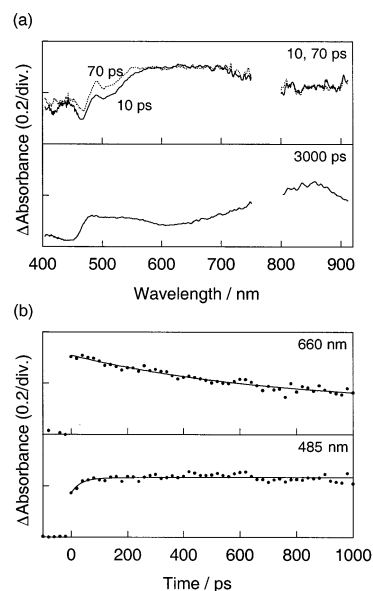 (a)
70 ps
10 ps
10, 70 ps
3000 ps
ΔAbsorbance (0.2/div.)
400 500 600 700 800 900
Wavelength / nm
(b)
660 nm
485 nm
ΔAbsorbance (0.2/div.)
0 200 400 600 800 1000
Time / ps